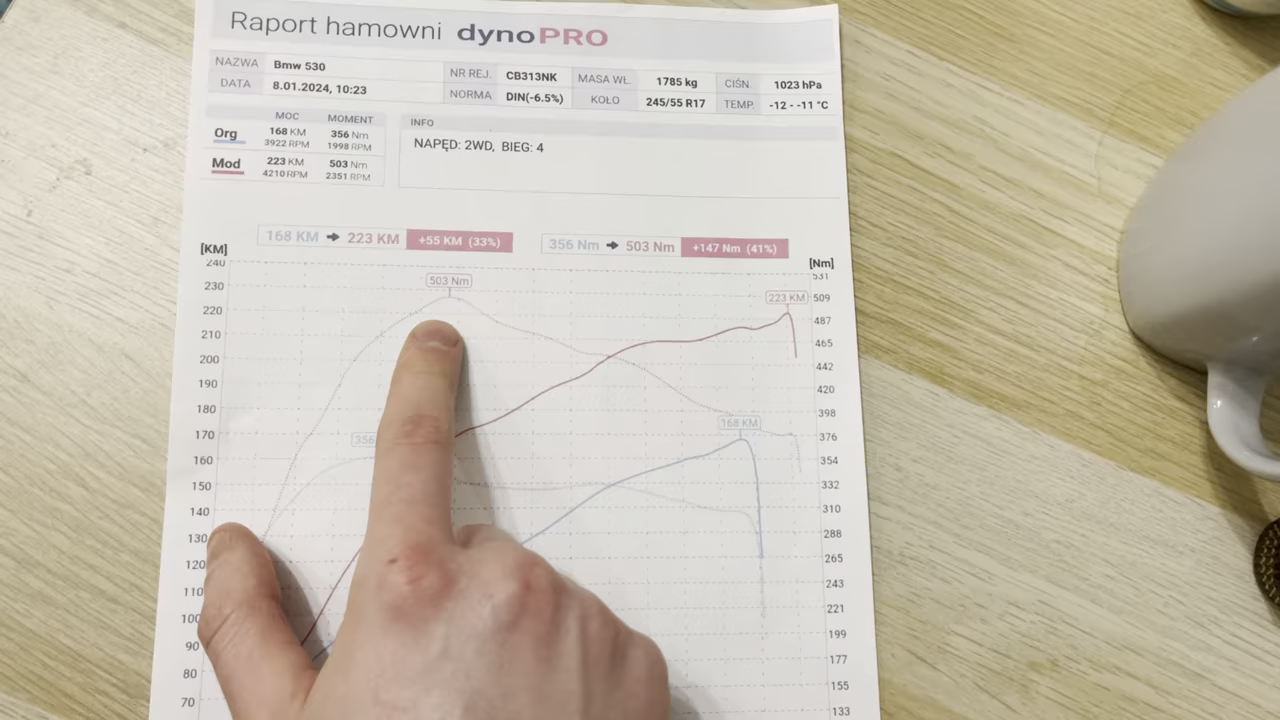 Raport hamowni dynoPRO
NAZWA Bmw 530 NR REJ. CB313NK MASA WŁ. 1785 kg CIŚN. 1023 hPa
DATA 8.01.2024, 10:23 NORMA DIN(-6.5%) KOŁO 245/55 R17 TEMP. -12 - -11 °C
MOC MOMENT INFO
Org 168 KM 356 Nm
3922 RPM 1998 RPM
NAPĘD: 2WD, BIEG: 4
Mod 223 KM 503 Nm
4210 RPM 2351 RPM
168 KM ➔ 223 KM +55 KM (33%) 356 Nm ➔ 503 Nm +147 Nm (41%)
[KM] [Nm]
240 531
503 Nm
223 KM
230 509
220 487
210 465
200 442
190 420
180 398
168 KM
170 376
356
160 354
150 332
140 310
130 288
120 265
110 243
100 221
90 199
80 177
70 155
133